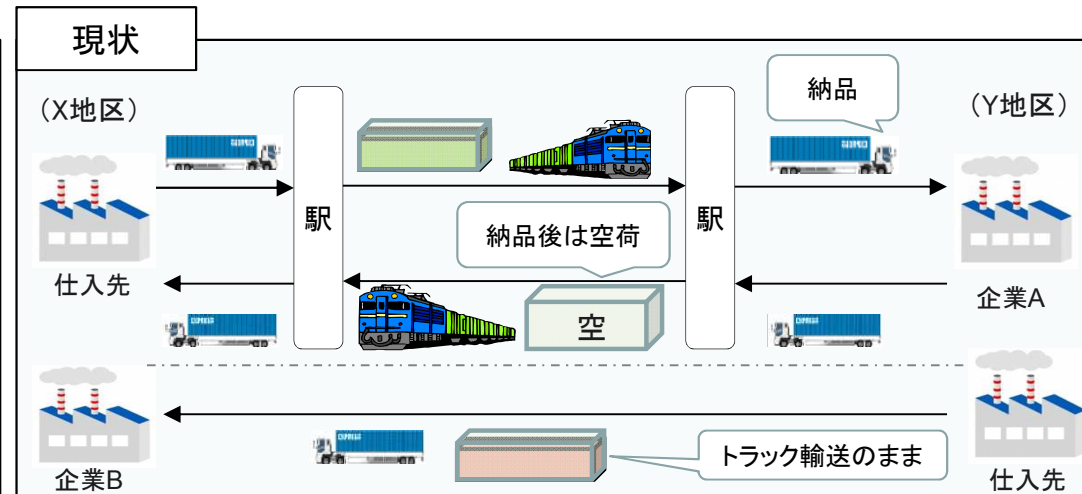 現状
(X地区)
納品
(Y地区)
駅
駅
納品後は空荷
仕入先
企業A
空
EXPRESS
企業B
トラック輸送のまま
仕入先